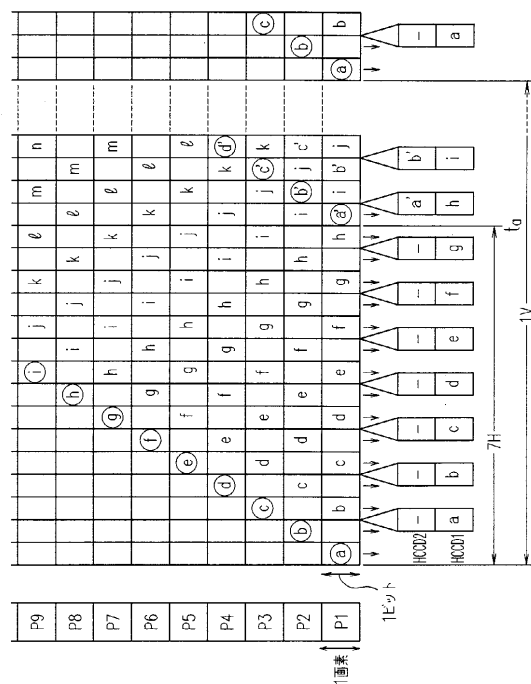 P9 ⓘ j k ℓ m n
P8 ⓗ i j k ℓ m
P7 ⓖ h i j k ℓ m
P6 ⓕ g h i j k ℓ
P5 ⓔ f g h i j k ℓ
P4 ⓓ e f g h i j k d'
P3 ⓒ d e f g h i j c' k ⓒ
P2 ⓑ c d e f g h i b' j c' ⓑ
P1 ⓐ b c d e f g h a' i b' j ⓐ b
1画素
1ビット
HCCD2 – – – – – – – a' b' –
HCCD1 a b c d e f g h i a
7H
ta
1V